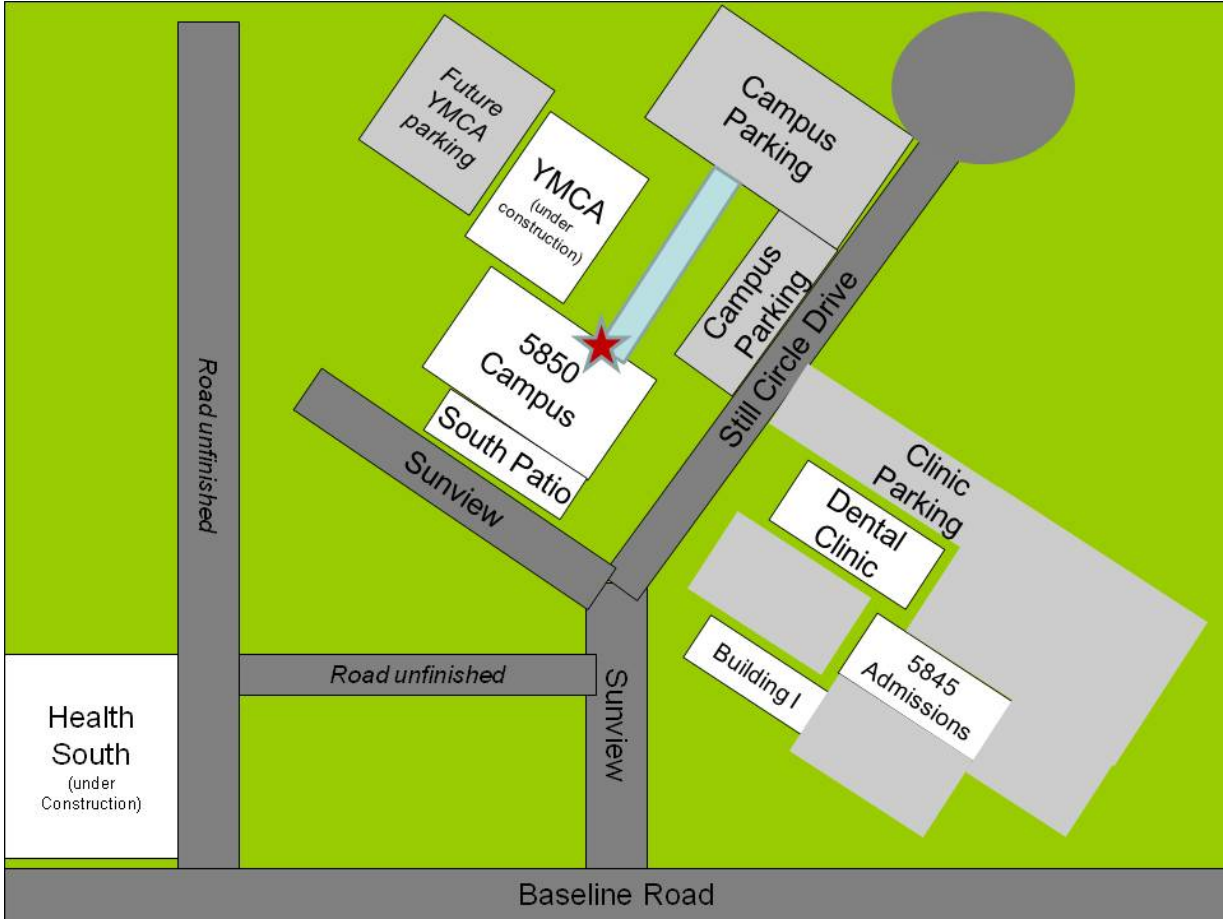 Future
YMCA
parking
Campus
Parking
YMCA
(under
construction)
Campus
Parking
5850
Campus
South Patio
Sunview
Still Circle Drive
Road unfinished
Clinic
Parking
Dental
Clinic
Building I
5845
Admissions
Road unfinished
Sunview
Health
South
(under
Construction)
Baseline Road